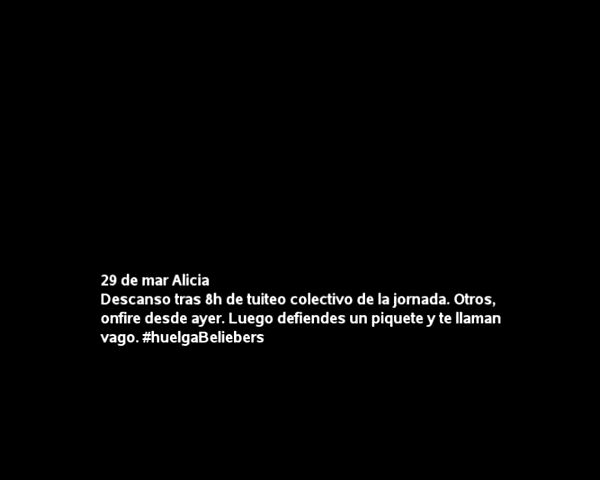 29 de mar Alicia
Descanso tras 8h de tuiteo colectivo de la jornada. Otros,
onfire desde ayer. Luego defiendes un piquete y te llaman
vago. #huelgaBeliebers